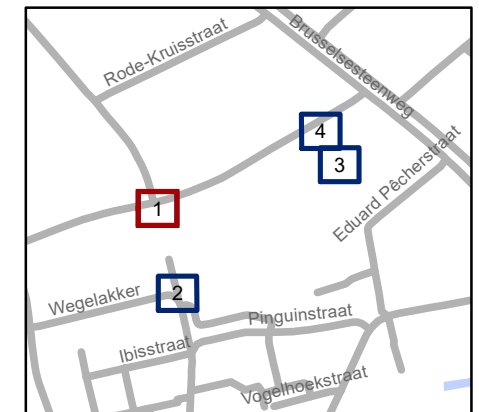 Rode-Kruisstraat
Brusselsesteenweg
4
3
Eduard Pêcherstraat
1
2
Wegelakker
Pinguinstraat
Ibisstraat
Vogelhoekstraat